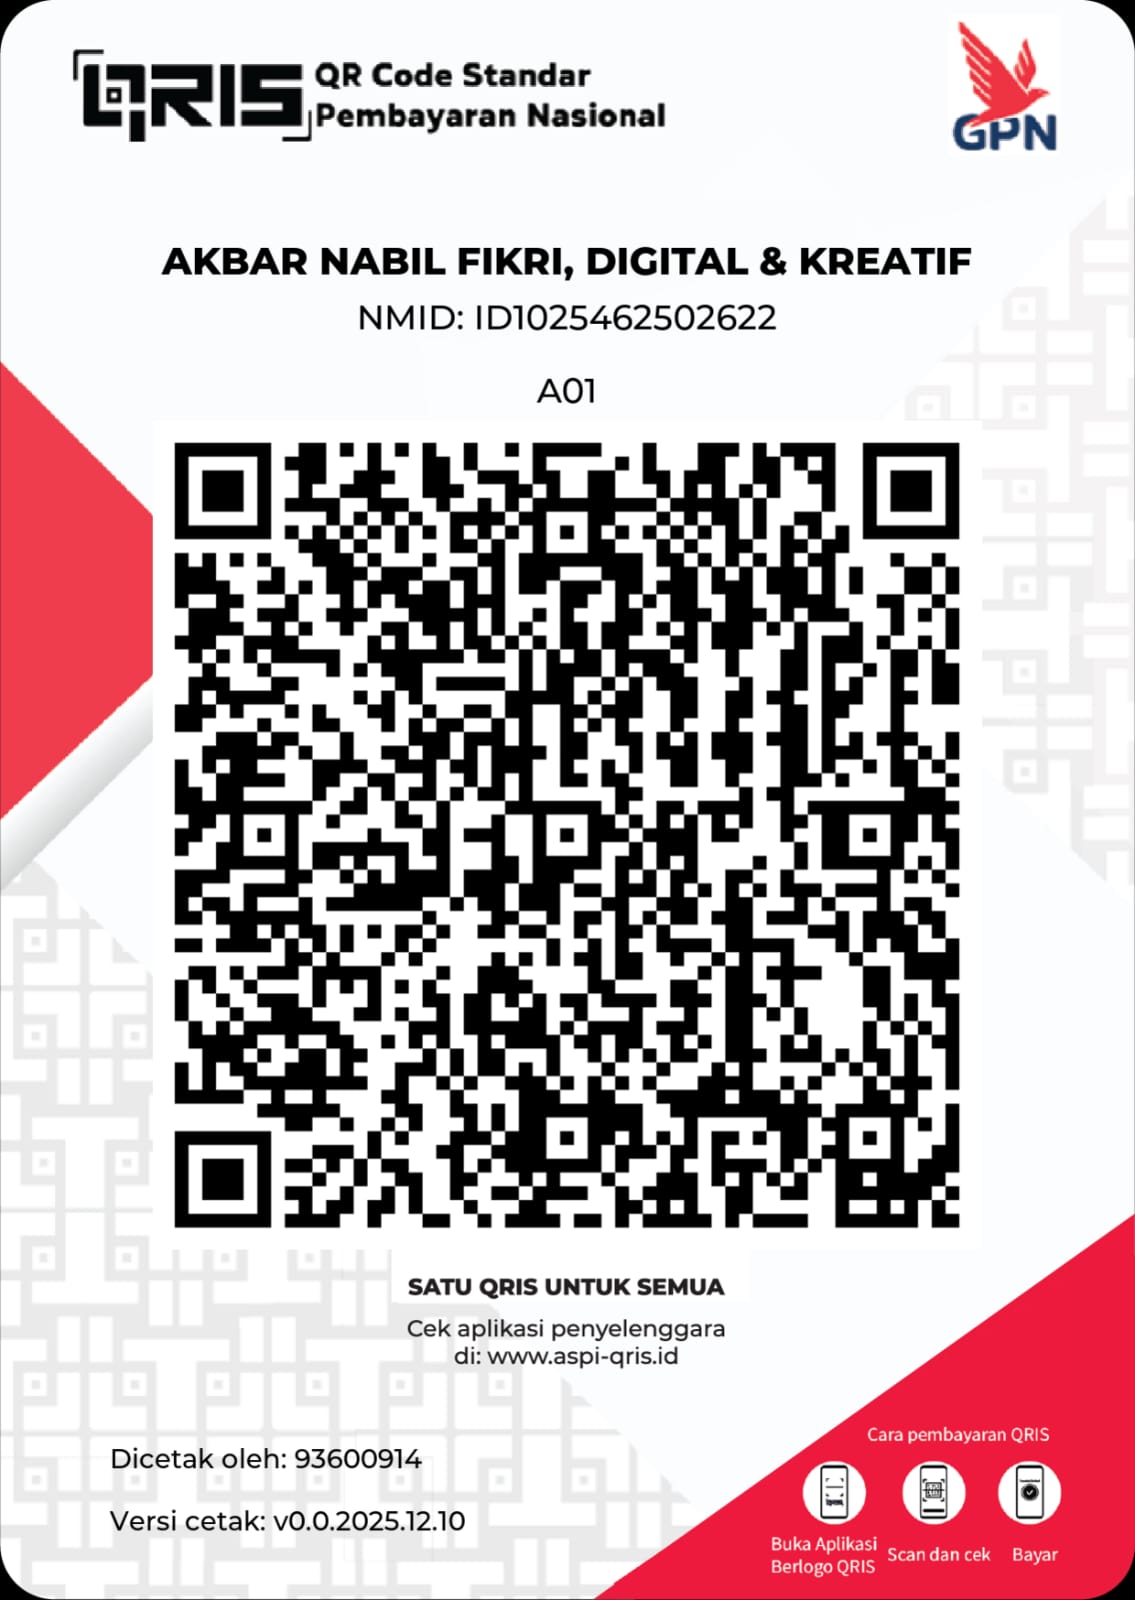 QRIS
QR Code Standar
Pembayaran Nasional
GPN
AKBAR NABIL FIKRI, DIGITAL & KREATIF
NMID: ID1025462502622
A01
SATU QRIS UNTUK SEMUA
Cek aplikasi penyelenggara
di: www.aspi-qris.id
Dicetak oleh: 93600914
Versi cetak: v0.0.2025.12.10
Cara pembayaran QRIS
Buka Aplikasi
Berlogo QRIS
Scan dan cek
Bayar